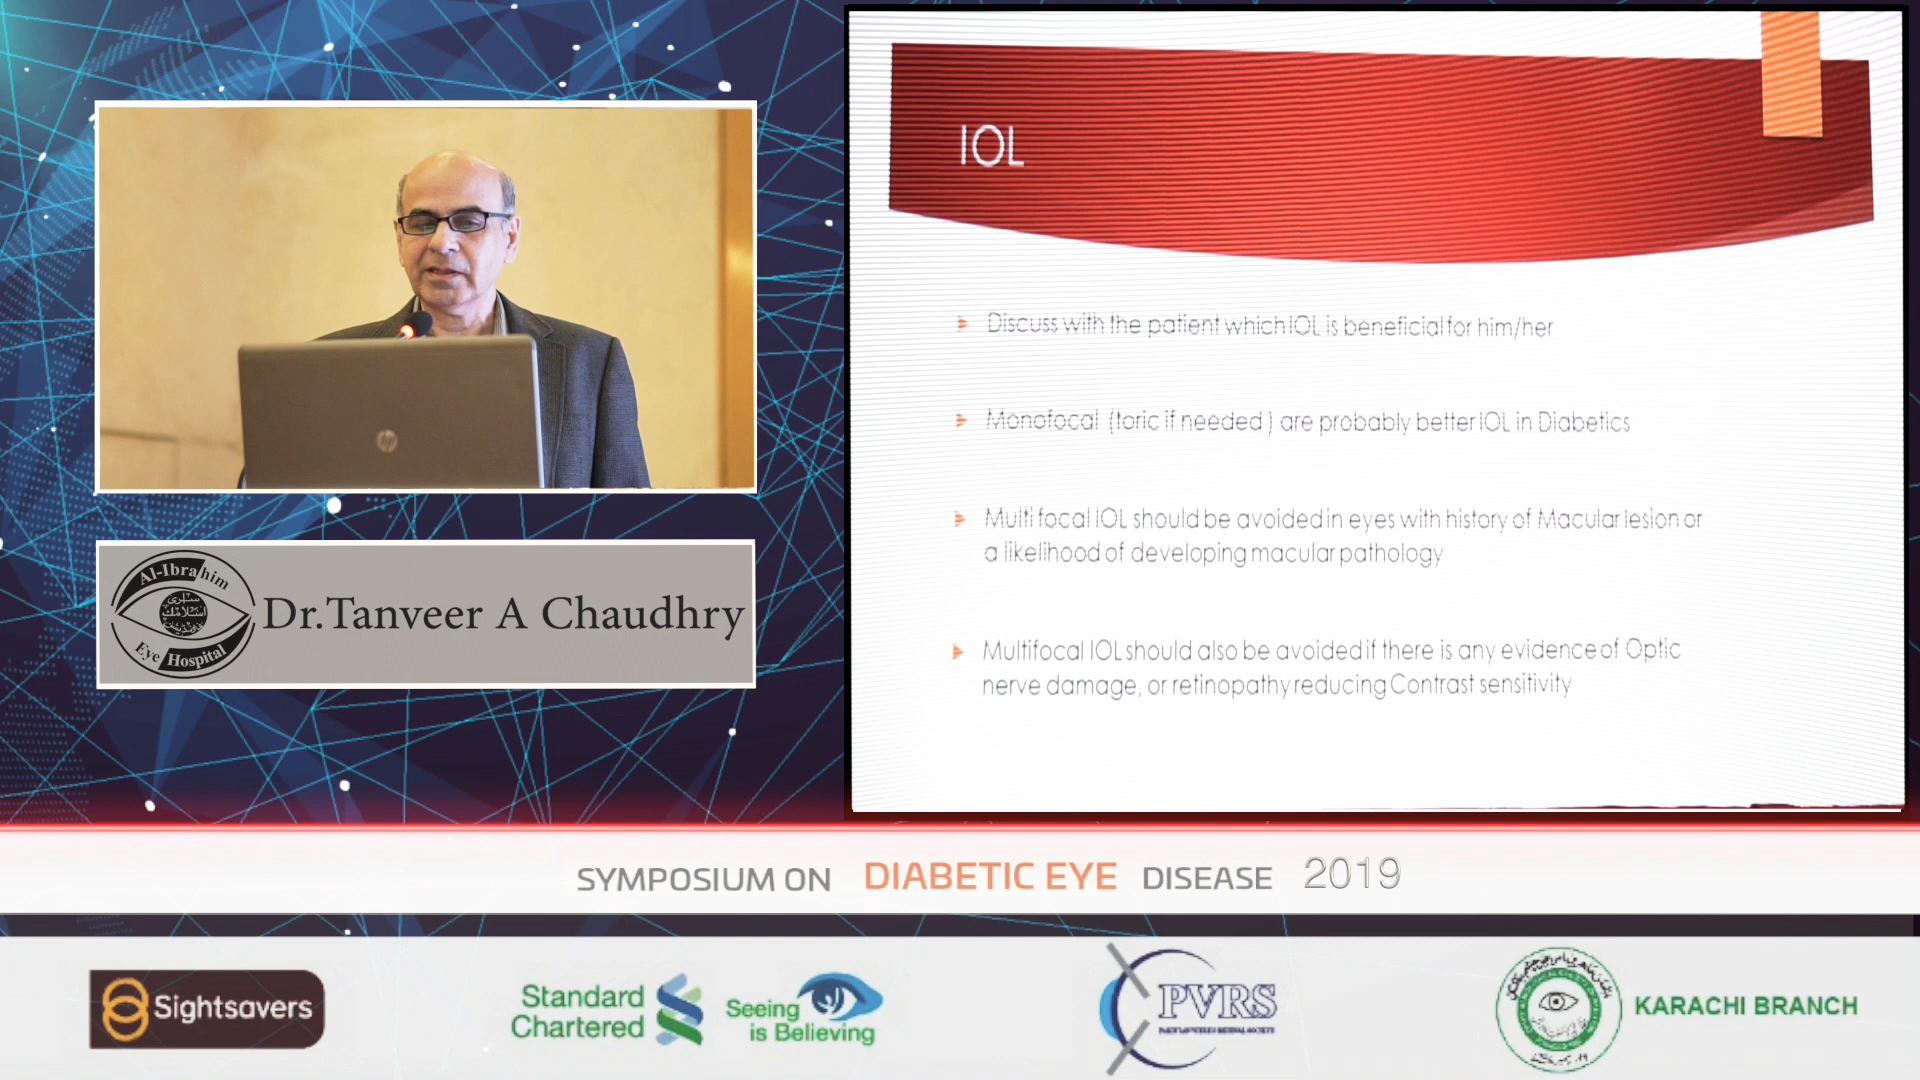 IOL
Discuss with the patient which IOL is beneficial for him/her
Monofocal (toric if needed ) are probably better IOL in Diabetics
Multi focal IOL should be avoided in eyes with history of Macular lesion or
a likelihood of developing macular pathology
Multifocal IOL should also be avoided if there is any evidence of Optic
nerve damage, or retinopathy reducing Contrast sensitivity
hp
Al-Ibrahim
Eye Hospital
Dr.Tanveer A Chaudhry
SYMPOSIUM ON DIABETIC EYE DISEASE 2019
Sightsavers
Standard
Chartered
Seeing
is Believing
PVRS
KARACHI BRANCH